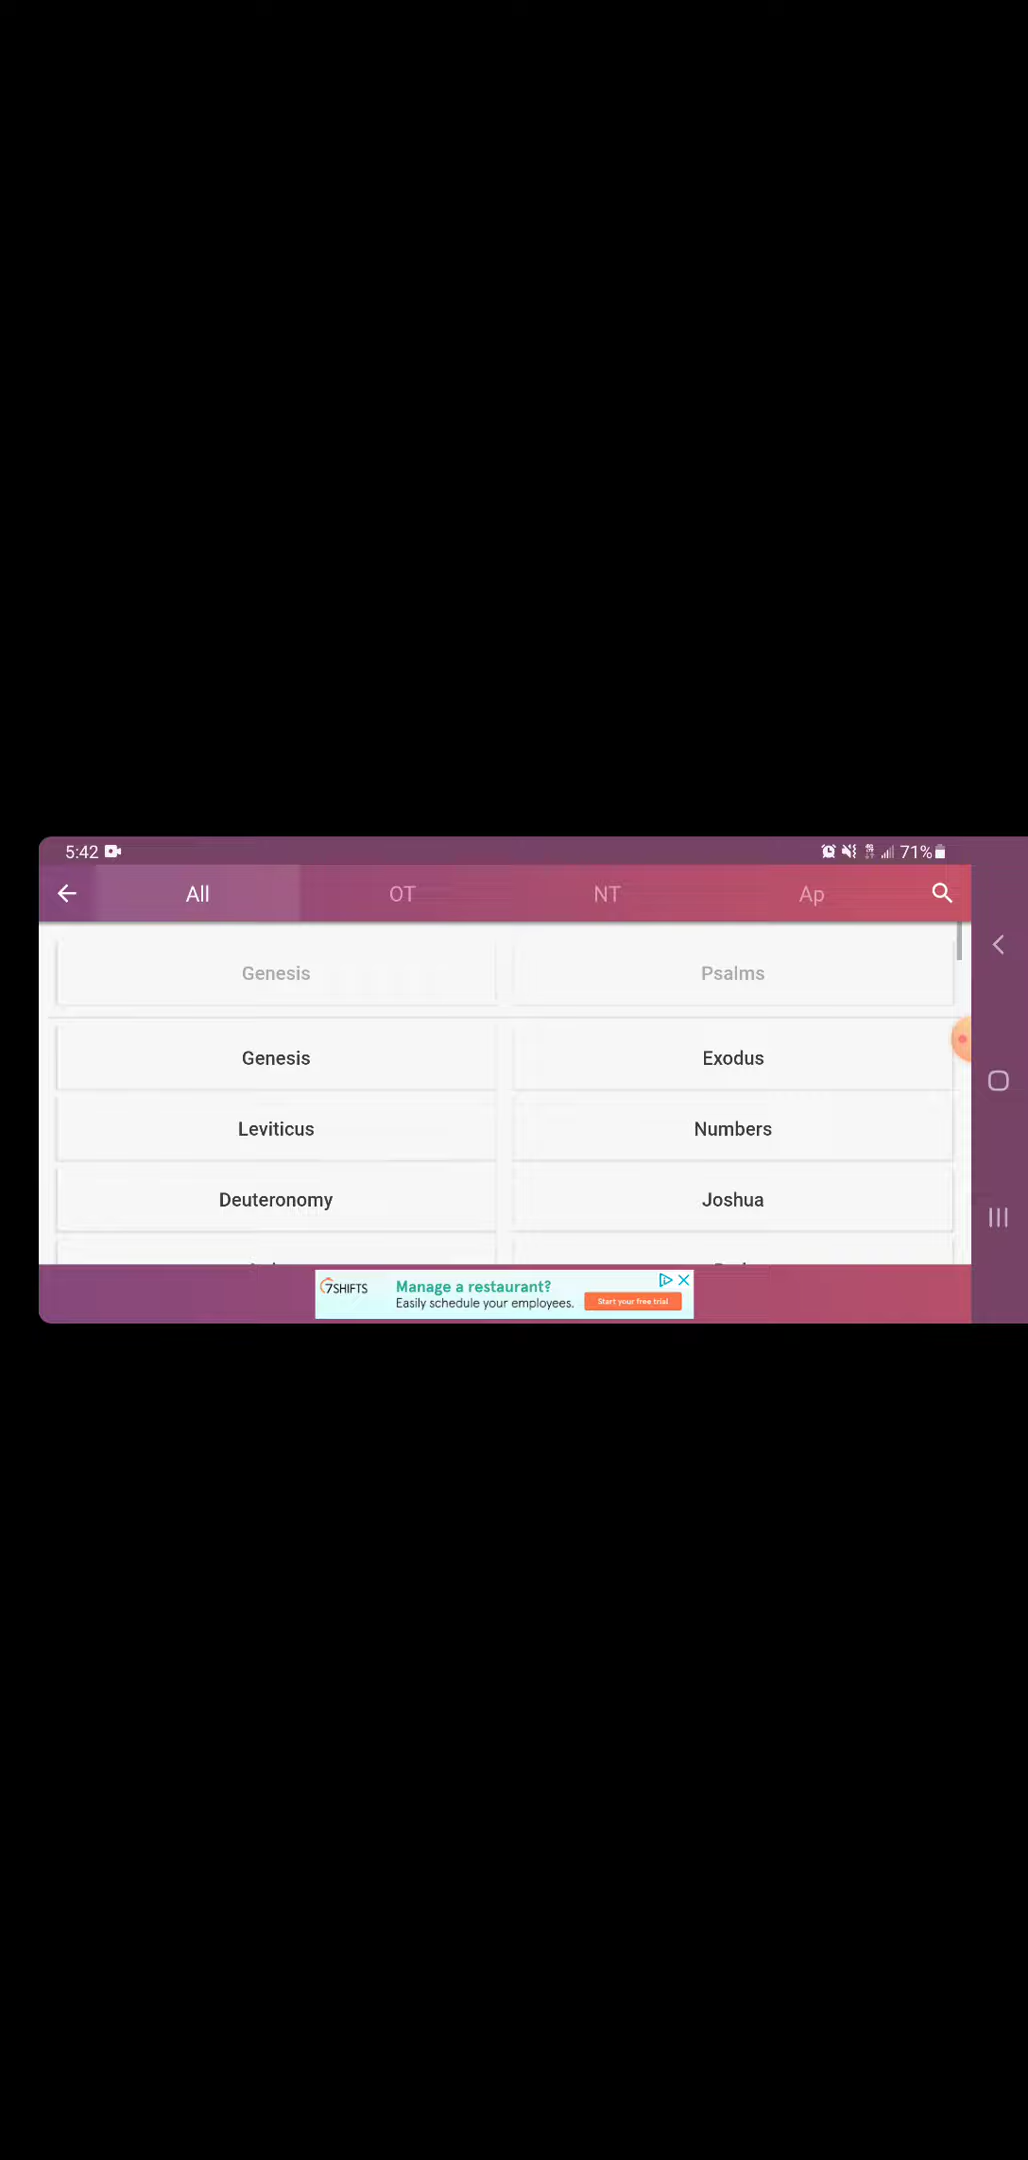 5:42 71%
All OT NT Ap
Genesis Psalms
Genesis Exodus
Leviticus Numbers
Deuteronomy Joshua
7SHIFTS Manage a restaurant?
Easily schedule your employees. Start your free trial